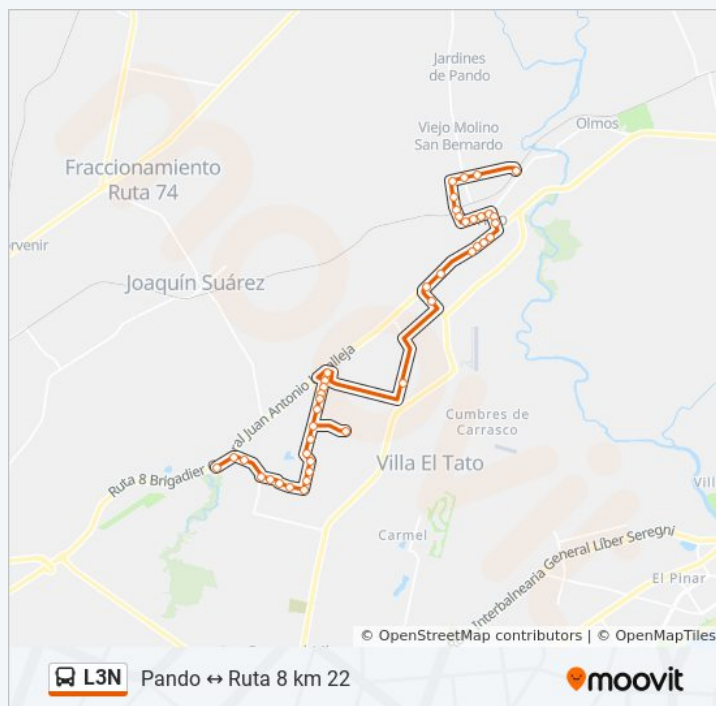 Jardines
de Pando
Viejo Molino
San Bernardo
Olmos
Fraccionamiento
Ruta 74
Joaquín Suárez
Ruta 8 Brigadier General Juan Antonio Lavalleja
Cumbres de
Carrasco
Villa El Tato
Carmel
Interbalnearia General Líber Seregni
El Pinar
© OpenStreetMap contributors | © OpenMapTiles
L3N
Pando ↔ Ruta 8 km 22
moovit